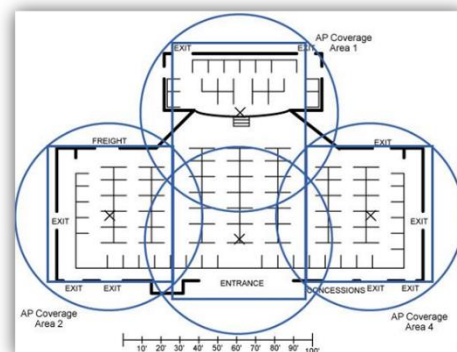 AP Coverage
Area 1
EXIT
EXIT
FREIGHT
EXIT
EXIT
EXIT
ENTRANCE
CONCESSIONS
EXIT
EXIT
EXIT
EXIT
AP Coverage
Area 2
AP Coverage
Area 4
10' 20' 30' 40' 50' 60' 70' 80' 90' 100'